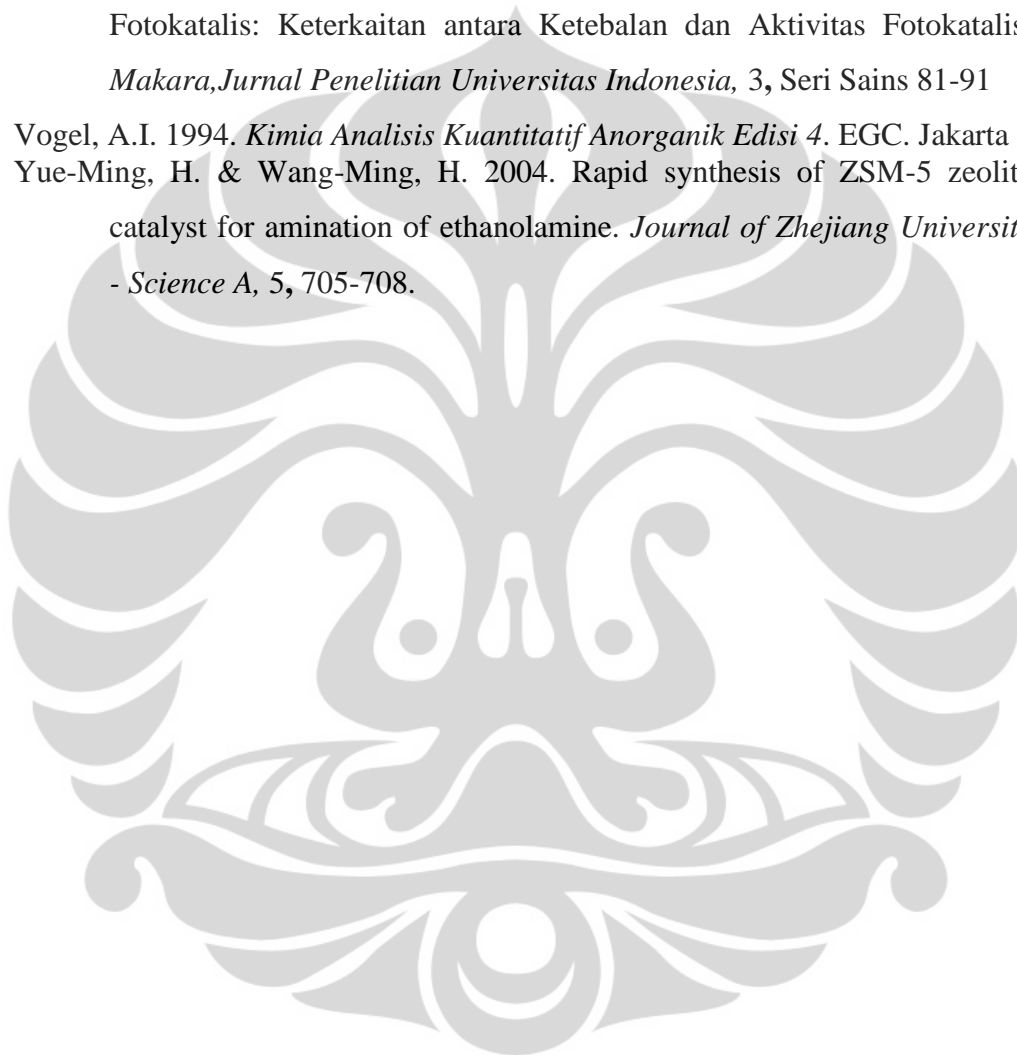 Fotokatalis: Keterkaitan antara Ketebalan dan Aktivitas Fotokatalis
Makara,Jurnal Penelitian Universitas Indonesia, 3, Seri Sains 81-91
Vogel, A.I. 1994. Kimia Analisis Kuantitatif Anorganik Edisi 4. EGC. Jakarta
Yue-Ming, H. & Wang-Ming, H. 2004. Rapid synthesis of ZSM-5 zeolit
catalyst for amination of ethanolamine. Journal of Zhejiang Universit
- Science A, 5, 705-708.